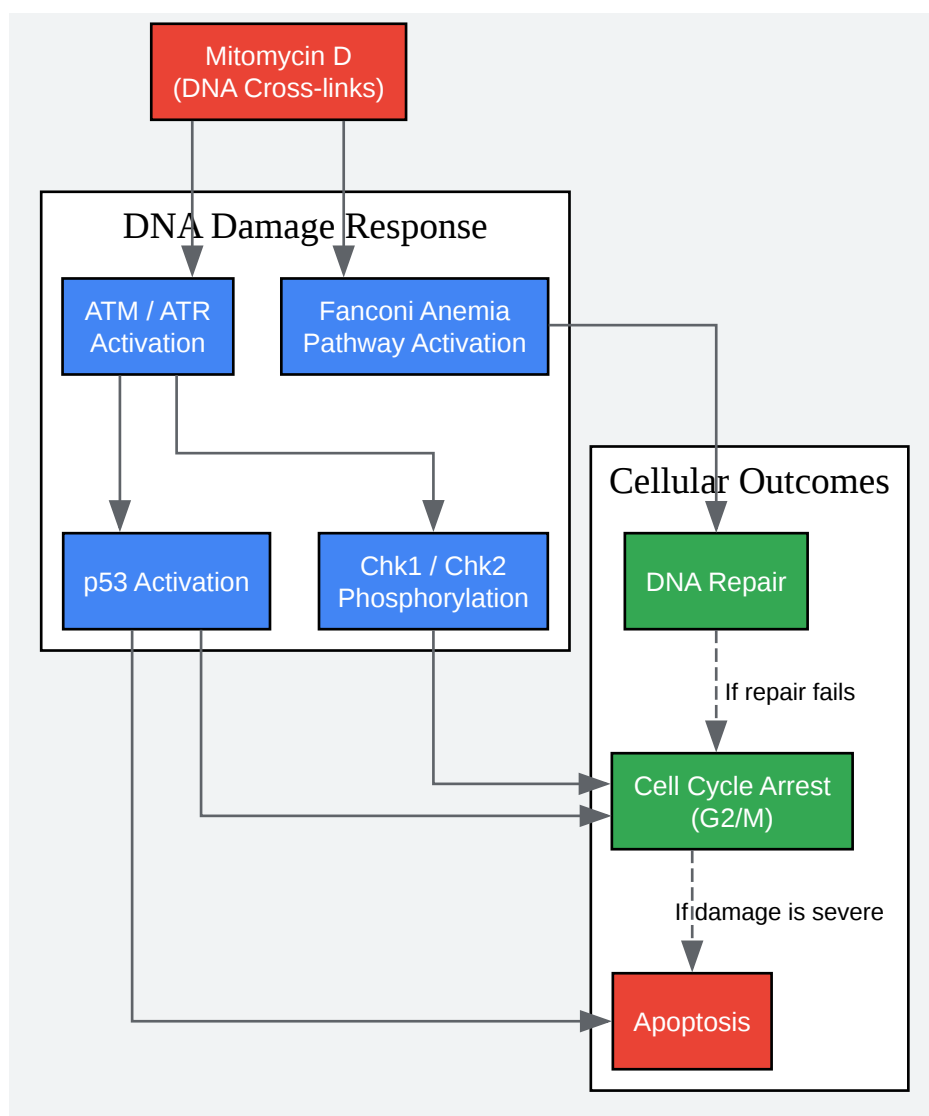 Mitomycin D
(DNA Cross-links)
DNA Damage Response
ATM / ATR
Activation
Fanconi Anemia
Pathway Activation
Cellular Outcomes
p53 Activation
Chk1 / Chk2
Phosphorylation
DNA Repair
If repair fails
Cell Cycle Arrest
(G2/M)
If damage is severe
Apoptosis